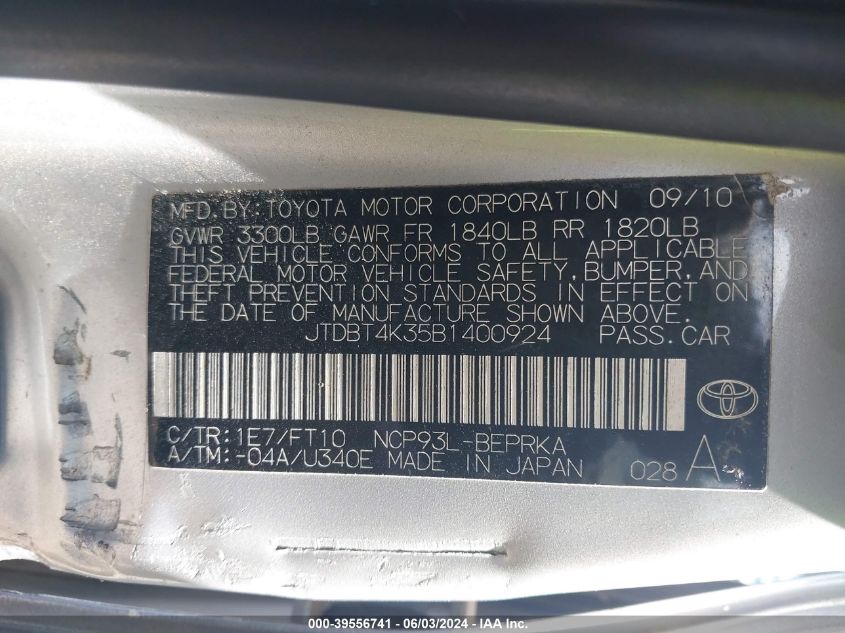 MFD. BY: TOYOTA MOTOR CORPORATION 09/10
GVWR 3300LB GAWR FR 1840LB RR 1820LB
THIS VEHICLE CONFORMS TO ALL APPLICABLE
FEDERAL MOTOR VEHICLE SAFETY, BUMPER, AND
THEFT PREVENTION STANDARDS IN EFFECT ON
THE DATE OF MANUFACTURE SHOWN ABOVE.
JTDBT4K35B1400924 PASS. CAR
C/TR: 1E7/FT10 NCP93L-BEPRKA
A/TM: -04A/U340E MADE IN JAPAN 028 A
000-39556741 - 06/03/2024 - IAA Inc.